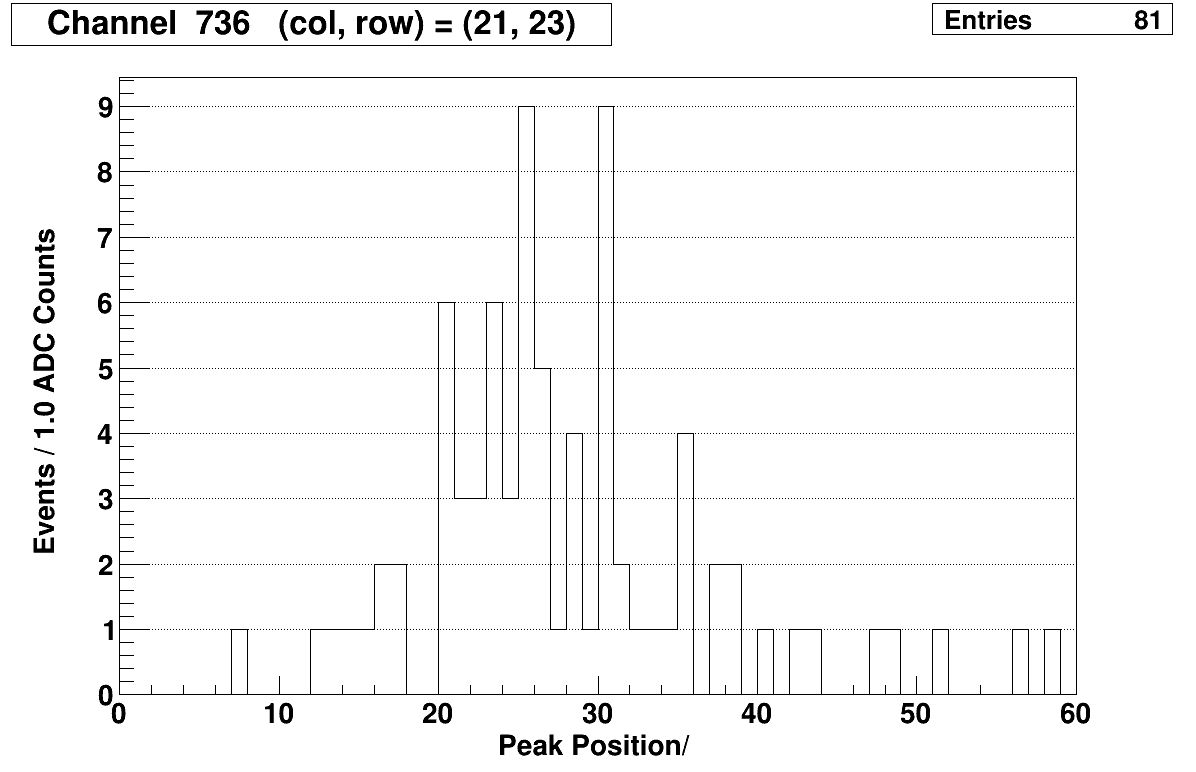 Channel 736 (col, row) = (21, 23)
Entries 81
Events / 1.0 ADC Counts
9
8
7
6
5
4
3
2
1
0
0 10 20 30 40 50 60
Peak Position/